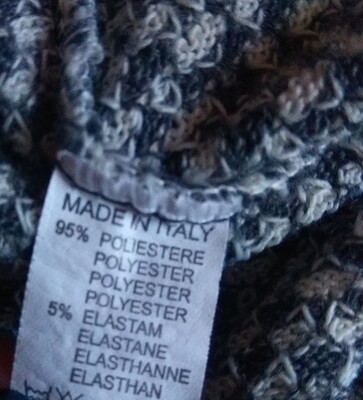 MADE IN ITALY
95% POLIESTERE
POLYESTER
POLYESTER
POLYESTER
5% ELASTAM
ELASTANE
ELASTHANNE
ELASTHAN